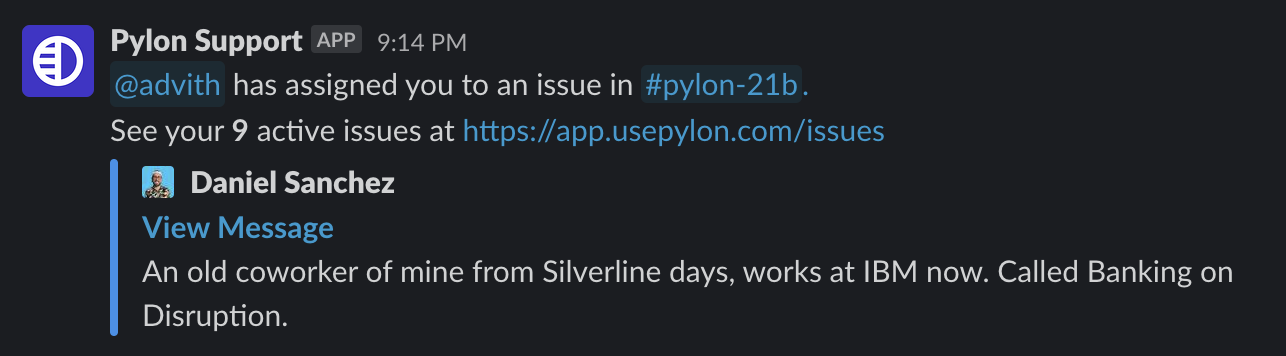 Pylon Support APP 9:14 PM
@advith has assigned you to an issue in #pylon-21b.
See your 9 active issues at https://app.usepylon.com/issues
Daniel Sanchez
View Message
An old coworker of mine from Silverline days, works at IBM now. Called Banking on
Disruption.